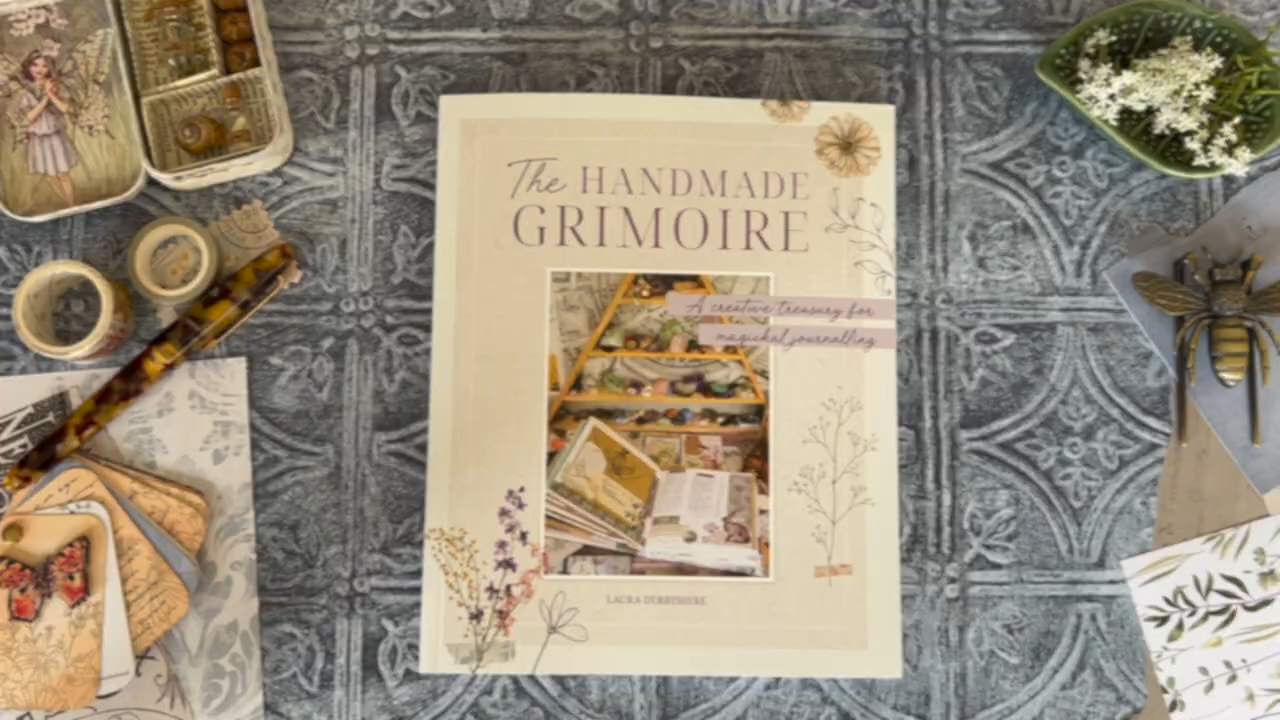 The HANDMADE
GRIMOIRE
A creative treasury for
magickal journalling
LAURA DERBYSHIRE